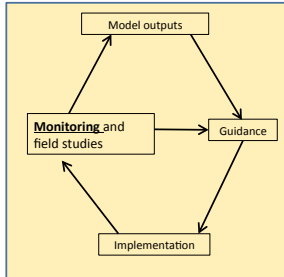 Model outputs
Monitoring and
field studies
Guidance
Implementation